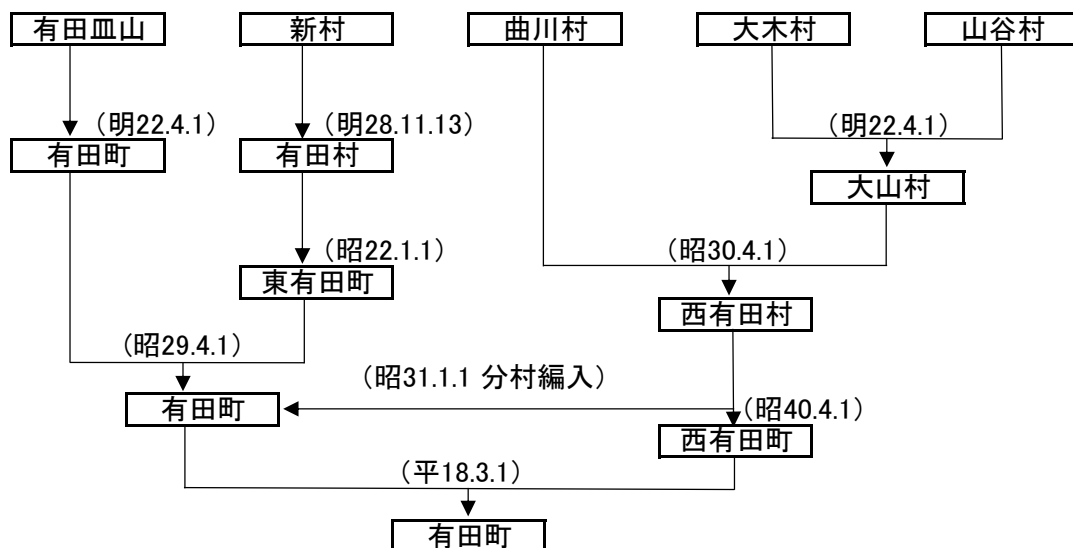 有田皿山 新村 曲川村 大木村 山谷村
(明22.4.1) (明28.11.13) (明22.4.1)
有田町 有田村
大山村
(昭22.1.1) (昭30.4.1)
東有田町
西有田村
(昭29.4.1)
(昭31.1.1 分村編入)
有田町 (昭40.4.1)
西有田町
(平18.3.1)
有田町